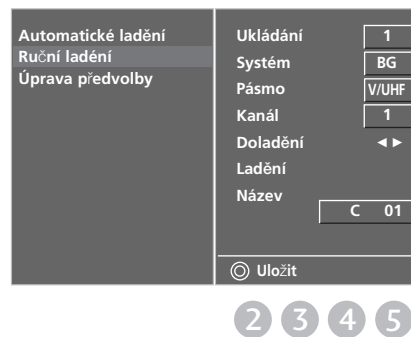 Automatické ladění
Ruční ladéní
Úprava předvolby
Ukládání 1
Systém BG
Pásmo V/UHF
Kanál 1
Doladění ◄ ►
Ladění
Název
C 01
Uložit
2 3 4 5